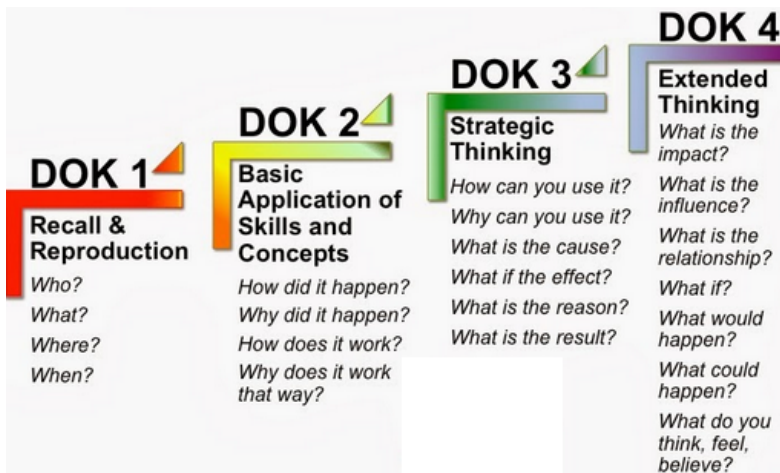 DOK 1
Recall &
Reproduction
Who?
What?
Where?
When?
DOK 2
Basic
Application of
Skills and
Concepts
How did it happen?
Why did it happen?
How does it work?
Why does it work
that way?
DOK 3
Strategic
Thinking
How can you use it?
Why can you use it?
What is the cause?
What if the effect?
What is the reason?
What is the result?
DOK 4
Extended
Thinking
What is the
impact?
What is the
influence?
What is the
relationship?
What if?
What would
happen?
What could
happen?
What do you
think, feel,
believe?